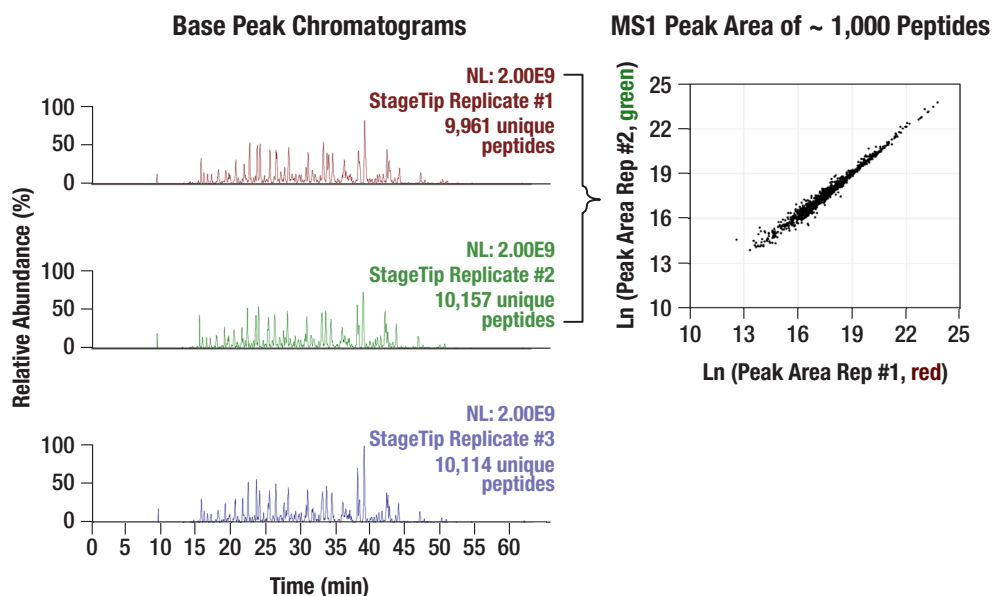 Base Peak Chromatograms
NL: 2.00E9
StageTip Replicate #1
9,961 unique
peptides
100
50
0
NL: 2.00E9
StageTip Replicate #2
10,157 unique
peptides
100
50
0
NL: 2.00E9
StageTip Replicate #3
10,114 unique
peptides
100
50
0
Relative Abundance (%)
0 5 10 15 20 25 30 35 40 45 50 55 60
Time (min)
MS1 Peak Area of ~ 1,000 Peptides
Ln (Peak Area Rep #2, green)
25
22
19
16
13
10
10 13 16 19 22 25
Ln (Peak Area Rep #1, red)